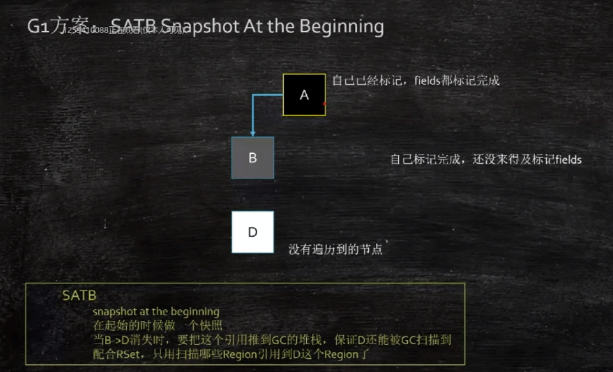 G1方案 SATB Snapshot At the Beginning
A
自己已经标记，fields都标记完成
B
自己标记完成，还没来得及标记fields
D
没有遍历到的节点
SATB
snapshot at the beginning
在起始的时候做一个快照
当B->D消失时，要把这个引用推到GC的堆栈，保证D还能被GC扫描到
配合RSet，只用扫描哪些Region引用到D这个Region了